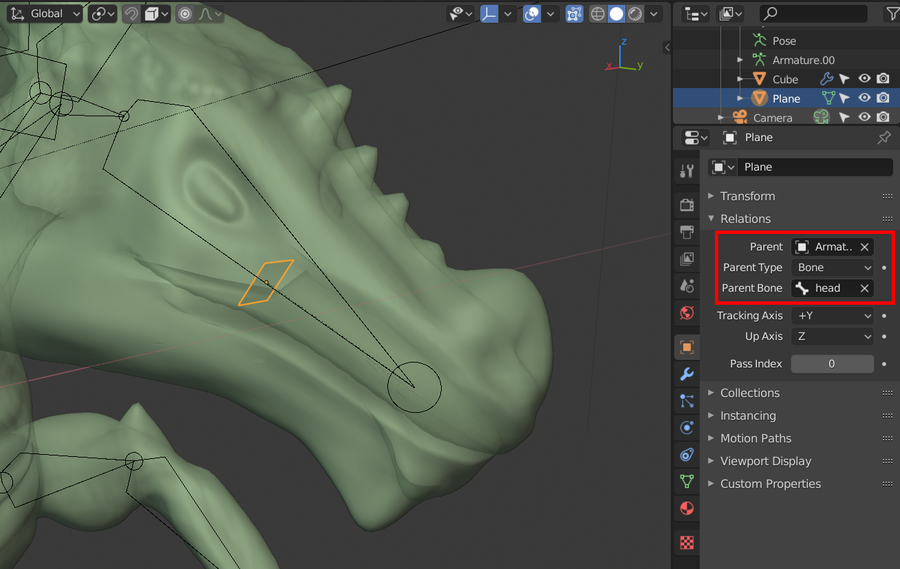 Global
z
x
y
Pose
Armature.00
Cube
Plane
Camera
Plane
Plane
Transform
Relations
Parent Armat..
Parent Type Bone
Parent Bone head
Tracking Axis +Y
Up Axis Z
Pass Index 0
Collections
Instancing
Motion Paths
Viewport Display
Custom Properties